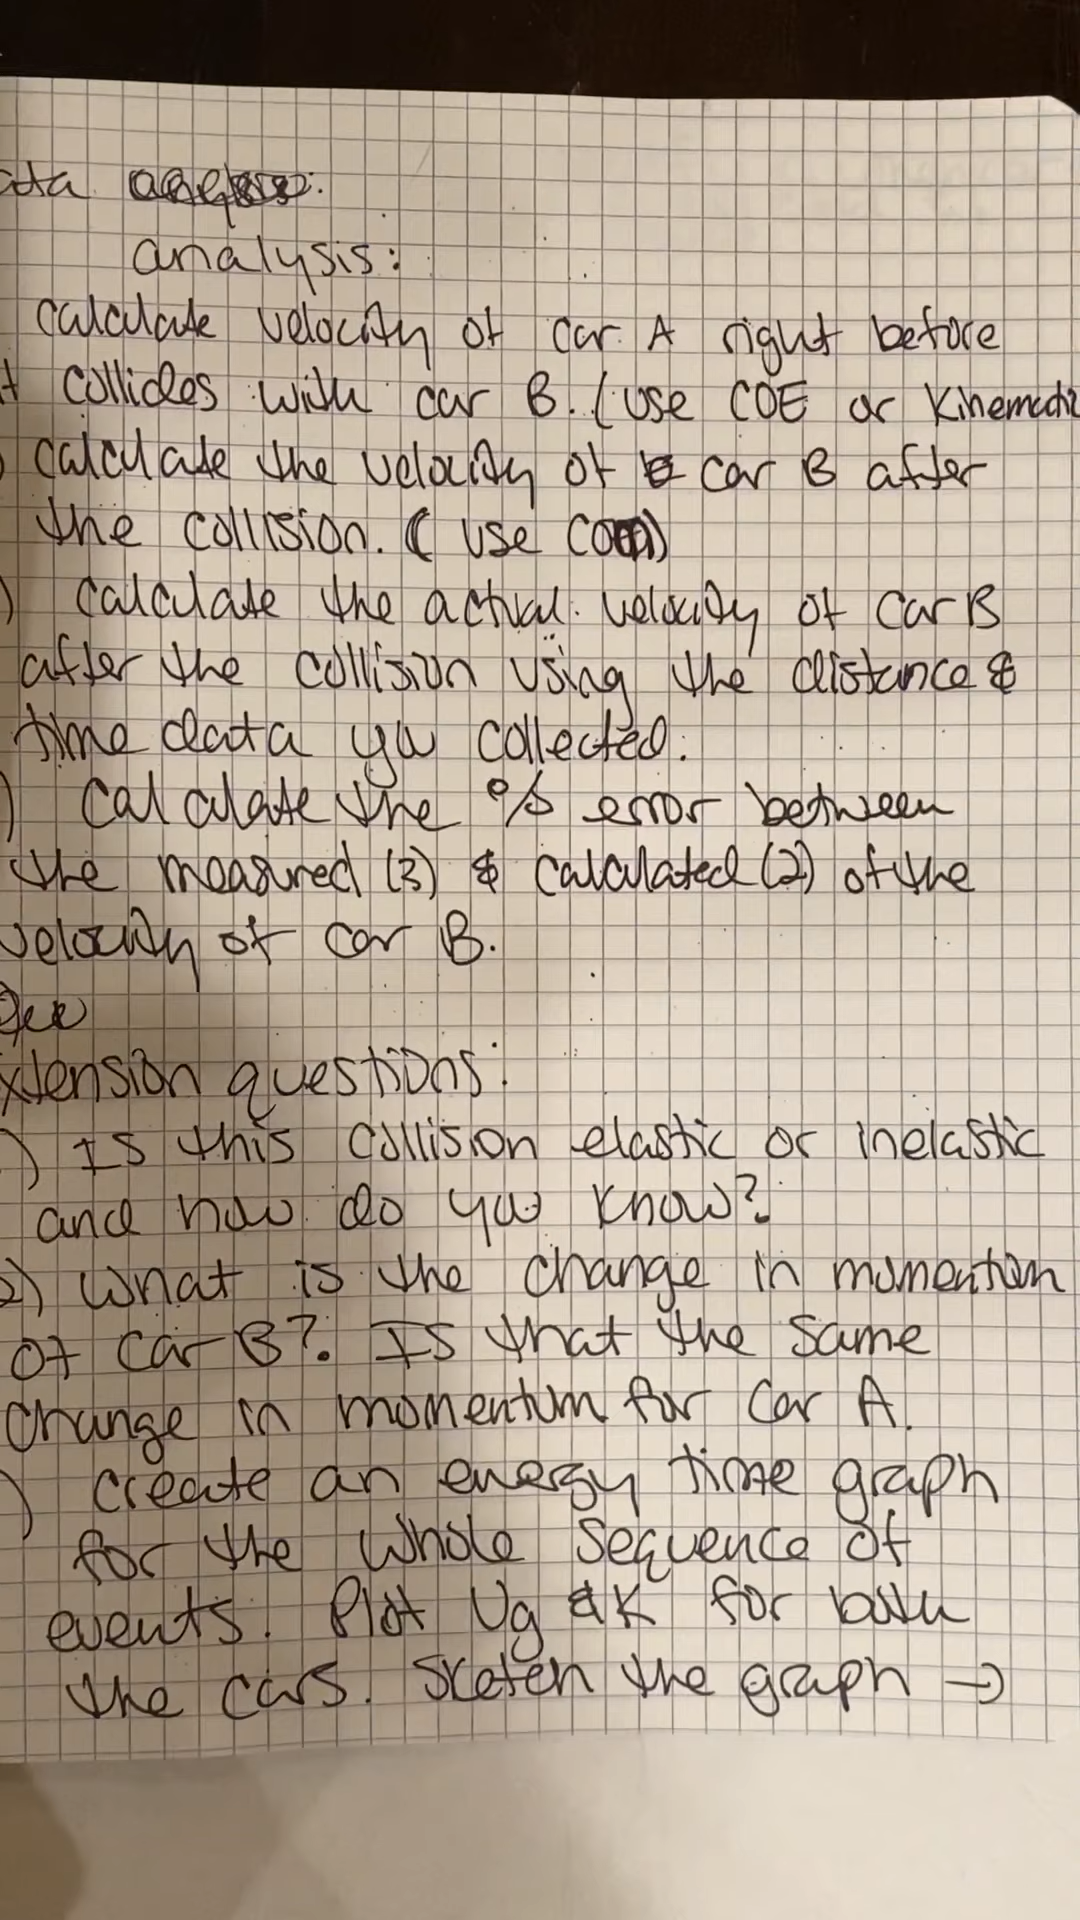 ata
analysis:
calculate velocity of car A right before
it collides with car B. (use COE or Kinematic
calculate the velocity of car B after
the collision. ( use
) calculate the actual velocity of car B
after the collision using the distance &
time data you collected.
) Calculate the % error between
the measured (3) & calculated (2) of the
velocity of car B.
xtension questions:
) Is this collision elastic or inelastic
and how do you know?
2) What is the change in momentum
of car B? Is that the same
change in momentum for car A.
) create an energy time graph
for the whole sequence of
events. Plot Ug & K for both
the cars. Sketch the graph →